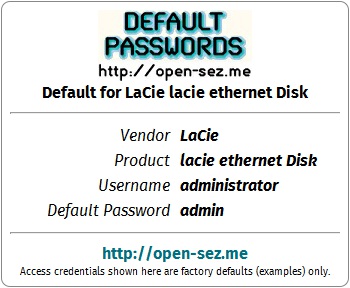 DEFAULT
PASSWORDS
http://open-sez.me
Default for LaCie lacie ethernet Disk
Vendor LaCie
Product lacie ethernet Disk
Username administrator
Default Password admin
http://open-sez.me
Access credentials shown here are factory defaults (examples) only.